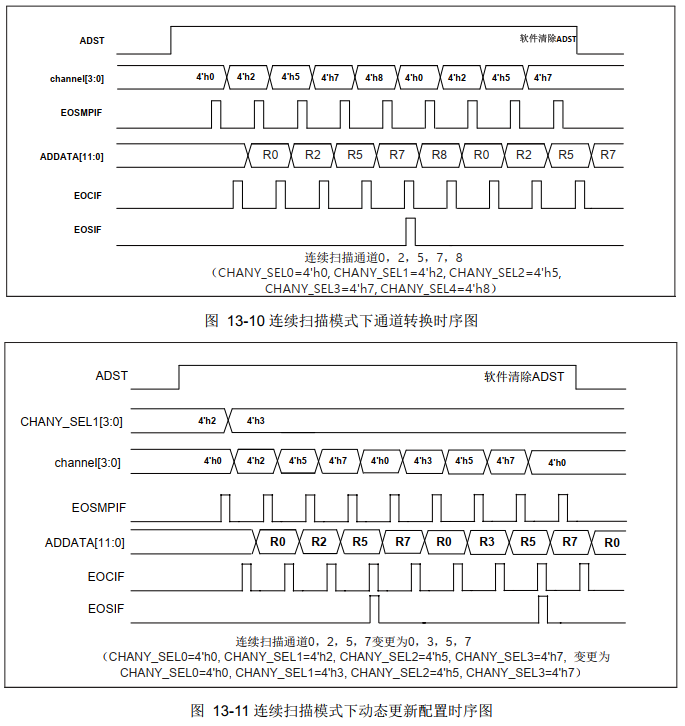 ADST
软件清除ADST
channel[3:0]
4'h0 4'h2 4'h5 4'h7 4'h8 4'h0 4'h2 4'h5 4'h7
EOSMPIF
ADDATA[11:0]
R0 R2 R5 R7 R8 R0 R2 R5 R7
EOCIF
EOSIF
连续扫描通道0，2，5，7，8
（CHANY_SEL0=4'h0, CHANY_SEL1=4'h2, CHANY_SEL2=4'h5,
CHANY_SEL3=4'h7, CHANY_SEL4=4'h8）
图 13-10 连续扫描模式下通道转换时序图
ADST
软件清除ADST
CHANY_SEL1[3:0]
4'h2 4'h3
channel[3:0]
4'h0 4'h2 4'h5 4'h7 4'h0 4'h3 4'h5 4'h7 4'h0
EOSMPIF
ADDATA[11:0]
R0 R2 R5 R7 R0 R3 R5 R7 R0
EOCIF
EOSIF
连续扫描通道0，2，5，7变更为0，3，5，7
（CHANY_SEL0=4'h0, CHANY_SEL1=4'h2, CHANY_SEL2=4'h5, CHANY_SEL3=4'h7, 变更为
CHANY_SEL0=4'h0, CHANY_SEL1=4'h3, CHANY_SEL2=4'h5, CHANY_SEL3=4'h7）
图 13-11 连续扫描模式下动态更新配置时序图